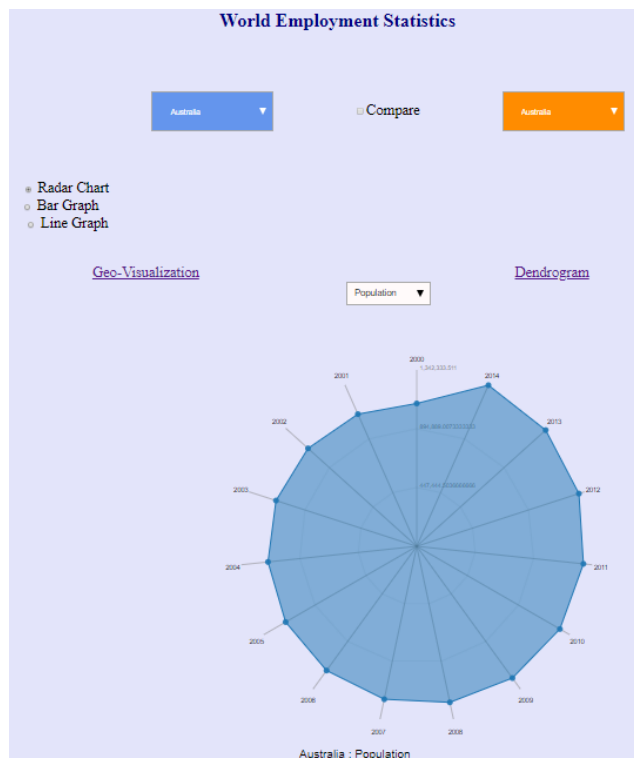 World Employment Statistics
Australia ▼
Compare
Australia ▼
Radar Chart
Bar Graph
Line Graph
Geo-Visualization
Dendrogram
Population ▼
2000
2014
2001
2013
2002
2012
2003
2011
2004
2010
2005
2009
2006
2008
2007
Australia : Population